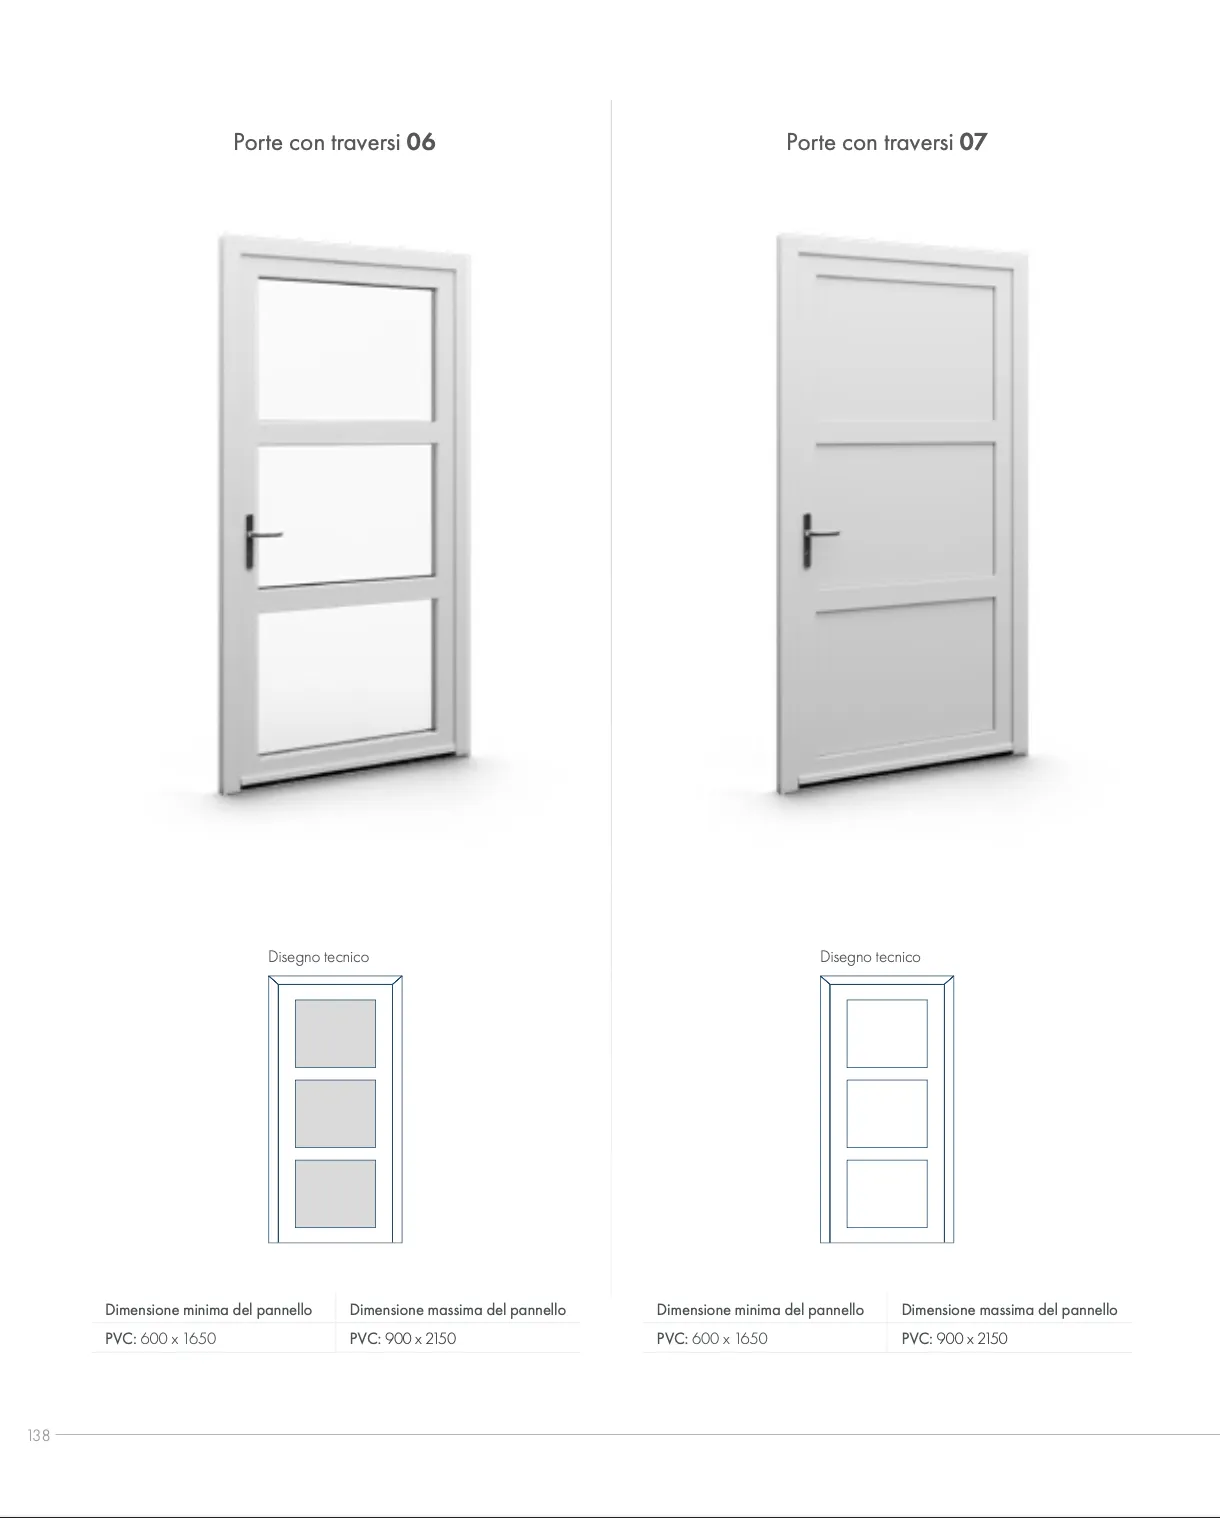 Porte con traversi 06
Disegno tecnico
Dimensione minima del pannello
Dimensione massima del pannello
PVC: 600 x 1650
PVC: 900 x 2150
Porte con traversi 07
Disegno tecnico
Dimensione minima del pannello
Dimensione massima del pannello
PVC: 600 x 1650
PVC: 900 x 2150
138